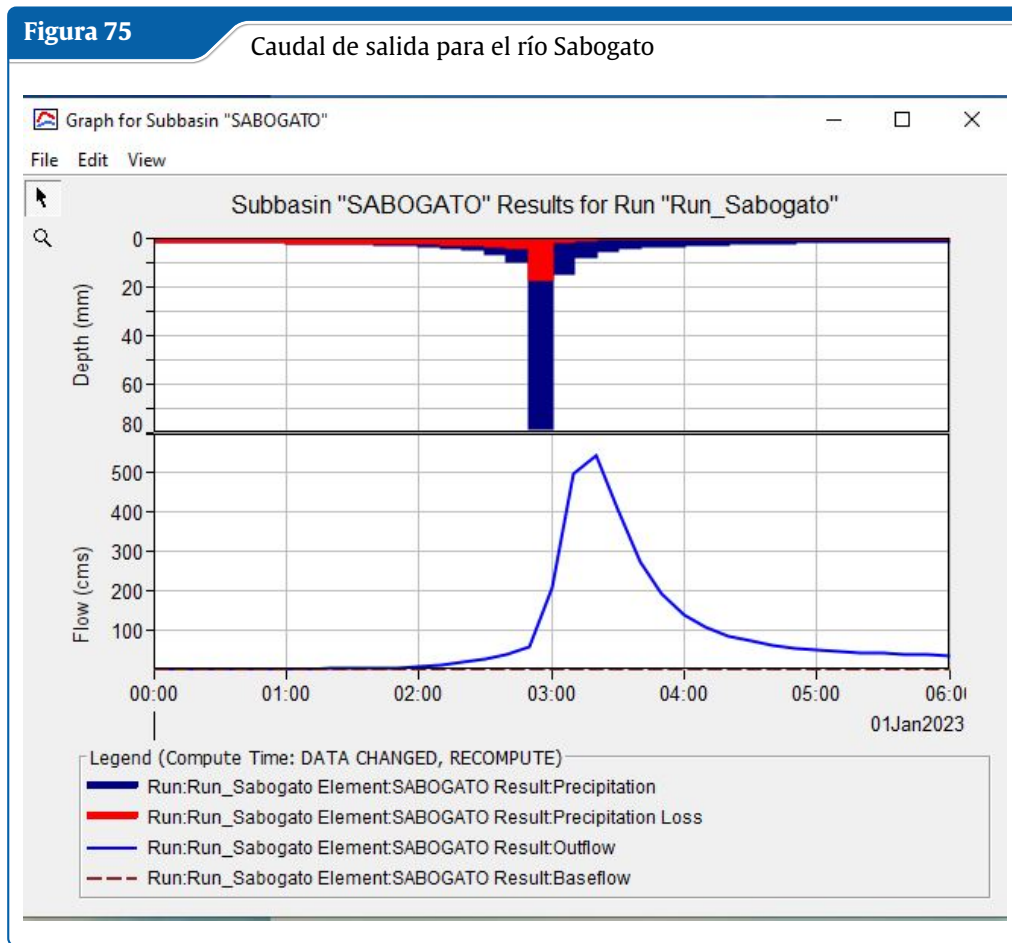 Figura 75
Caudal de salida para el río Sabogato
Graph for Subbasin "SABOGATO"
File Edit View
Subbasin "SABOGATO" Results for Run "Run_Sabogato"
0
20
40
60
80
Depth (mm)
500
400
300
200
100
Flow (cms)
00:00 01:00 02:00 03:00 04:00 05:00 06:0
01Jan2023
Legend (Compute Time: DATA CHANGED, RECOMPUTE)
Run:Run_Sabogato Element:SABOGATO Result:Precipitation
Run:Run_Sabogato Element:SABOGATO Result:Precipitation Loss
Run:Run_Sabogato Element:SABOGATO Result:Outflow
Run:Run_Sabogato Element:SABOGATO Result:Baseflow